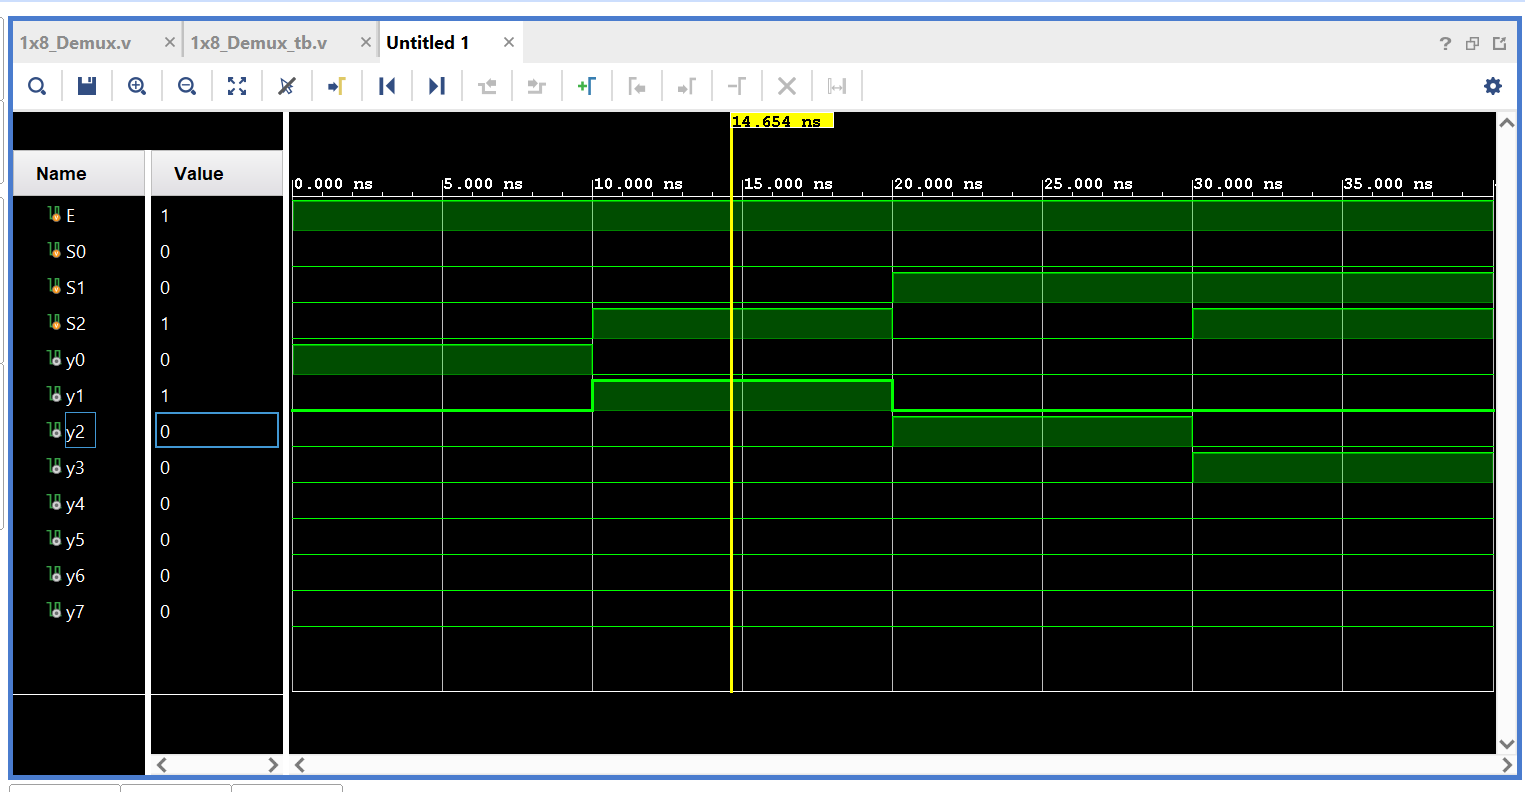 1x8_Demux.v × 1x8_Demux_tb.v × Untitled 1 ×
?
14.654 ns
Name Value
0.000 ns 5.000 ns 10.000 ns 15.000 ns 20.000 ns 25.000 ns 30.000 ns 35.000 ns
E 1
S0 0
S1 0
S2 1
y0 0
y1 1
y2 0
y3 0
y4 0
y5 0
y6 0
y7 0